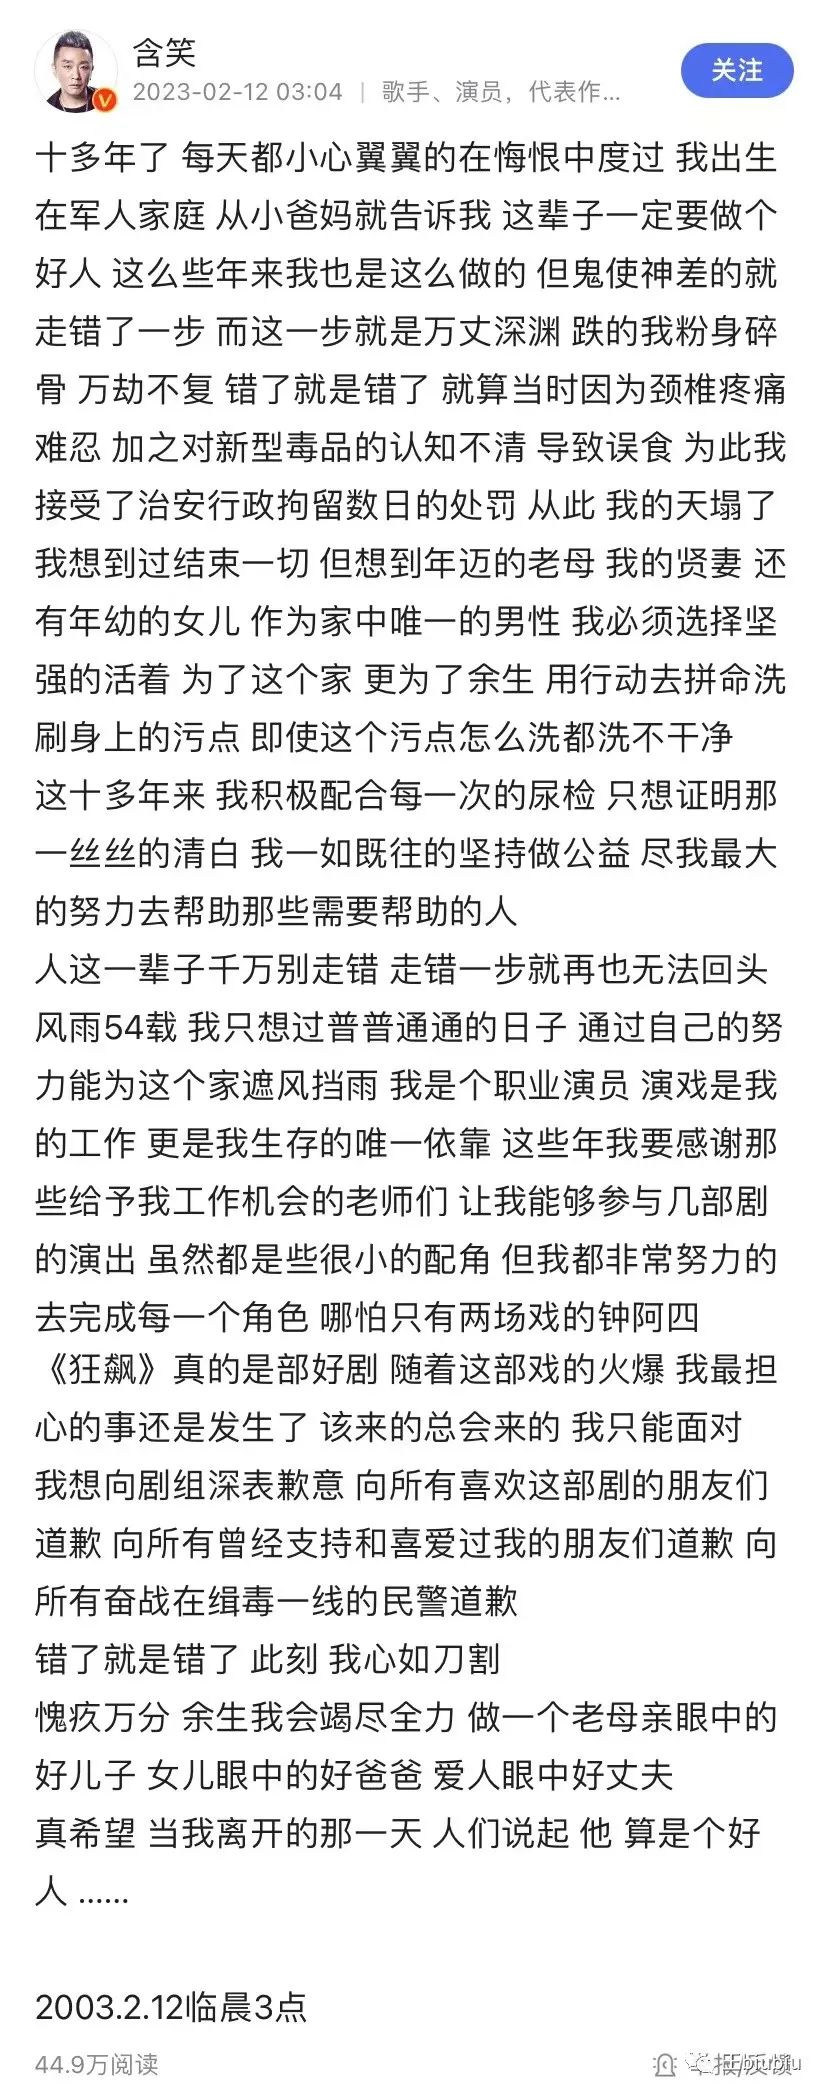 含笑
2023-02-12 03:04 | 歌手、演员，代表作...
关注
十多年了 每天都小心翼翼的在悔恨中度过 我出生
在军人家庭 从小爸妈就告诉我 这辈子一定要做个
好人 这么些年来我也是这么做的 但鬼使神差的就
走错了一步 而这一步就是万丈深渊 跌的我粉身碎
骨 万劫不复 错了就是错了 就算当时因为颈椎疼痛
难忍 加之对新型毒品的认知不清 导致误食 为此我
接受了治安行政拘留数日的处罚 从此 我的天塌了
我想到过结束一切 但想到年迈的老母 我的贤妻 还
有年幼的女儿 作为家中唯一的男性 我必须选择坚
强的活着 为了这个家 更为了余生 用行动去拼命洗
刷身上的污点 即使这个污点怎么洗都洗不干净
这十多年来 我积极配合每一次的尿检 只想证明那
一丝丝的清白 我一如既往的坚持做公益 尽我最大
的努力去帮助那些需要帮助的人
人这一辈子千万别走错 走错一步就再也无法回头
风雨54载 我只想过普普通通的日子 通过自己的努
力能为这个家遮风挡雨 我是个职业演员 演戏是我
的工作 更是我生存的唯一依靠 这些年我要感谢那
些给予我工作机会的老师们 让我能够参与几部剧
的演出 虽然都是些很小的配角 但我都非常努力的
去完成每一个角色 哪怕只有两场戏的钟阿四
《狂飙》真的是部好剧 随着这部戏的火爆 我最担
心的事还是发生了 该来的总会来的 我只能面对
我想向剧组深表歉意 向所有喜欢这部剧的朋友们
道歉 向所有曾经支持和喜爱过我的朋友们道歉 向
所有奋战在缉毒一线的民警道歉
错了就是错了 此刻 我心如刀割
愧疚万分 余生我会竭尽全力 做一个老母亲眼中的
好儿子 女儿眼中的好爸爸 爱人眼中好丈夫
真希望 当我离开的那一天 人们说起 他 算是个好
人 ......
2003.2.12临晨3点
44.9万阅读